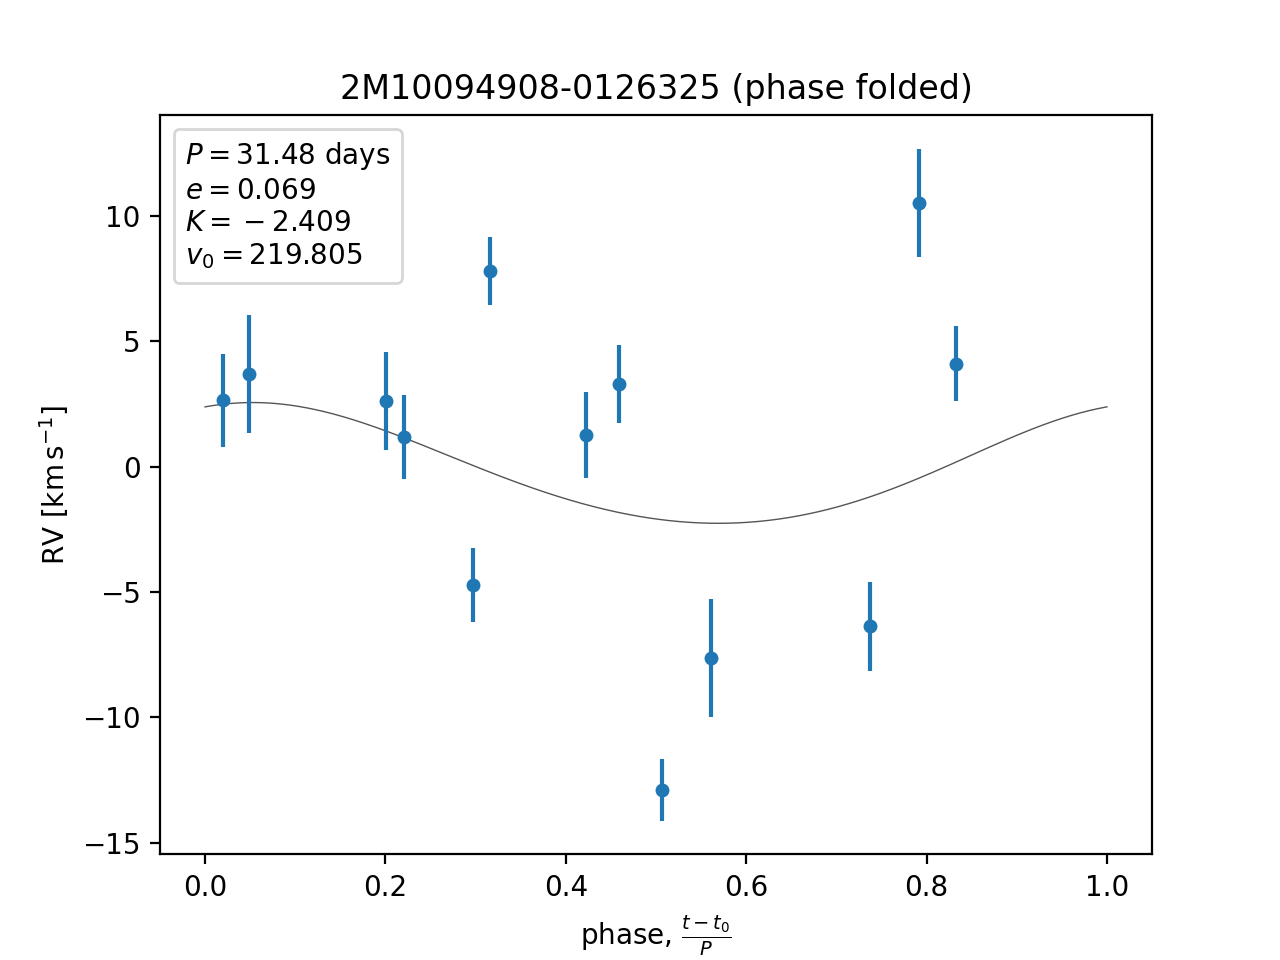 2M10094908-0126325 (phase folded)
P = 31.48 days
e = 0.069
K = −2.409
v₀ = 219.805
RV [km s⁻¹]
10
5
0
−5
−10
−15
0.0 0.2 0.4 0.6 0.8 1.0
phase, (t − t₀)/P